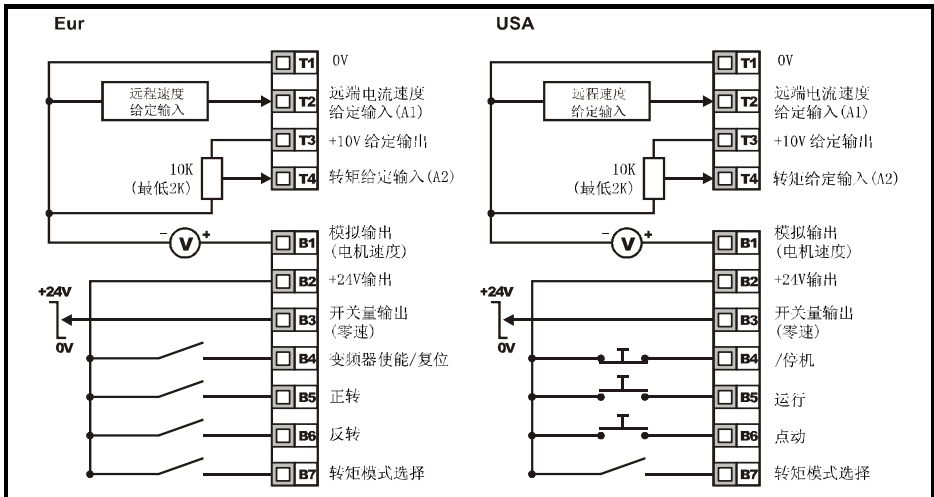 Eur
T1 0V
远程速度
给定输入
T2 远端电流速度
给定输入(A1)
T3 +10V 给定输出
10K
(最低2K)
T4 转矩给定输入(A2)
- V +
B1 模拟输出
(电机速度)
B2 +24V输出
+24V
0V
B3 开关量输出
(零速)
B4 变频器使能/复位
B5 正转
B6 反转
B7 转矩模式选择
USA
T1 0V
远程速度
给定输入
T2 远端电流速度
给定输入(A1)
T3 +10V 给定输出
10K
(最低2K)
T4 转矩给定输入(A2)
- V +
B1 模拟输出
(电机速度)
B2 +24V输出
+24V
0V
B3 开关量输出
(零速)
B4 /停机
B5 运行
B6 点动
B7 转矩模式选择